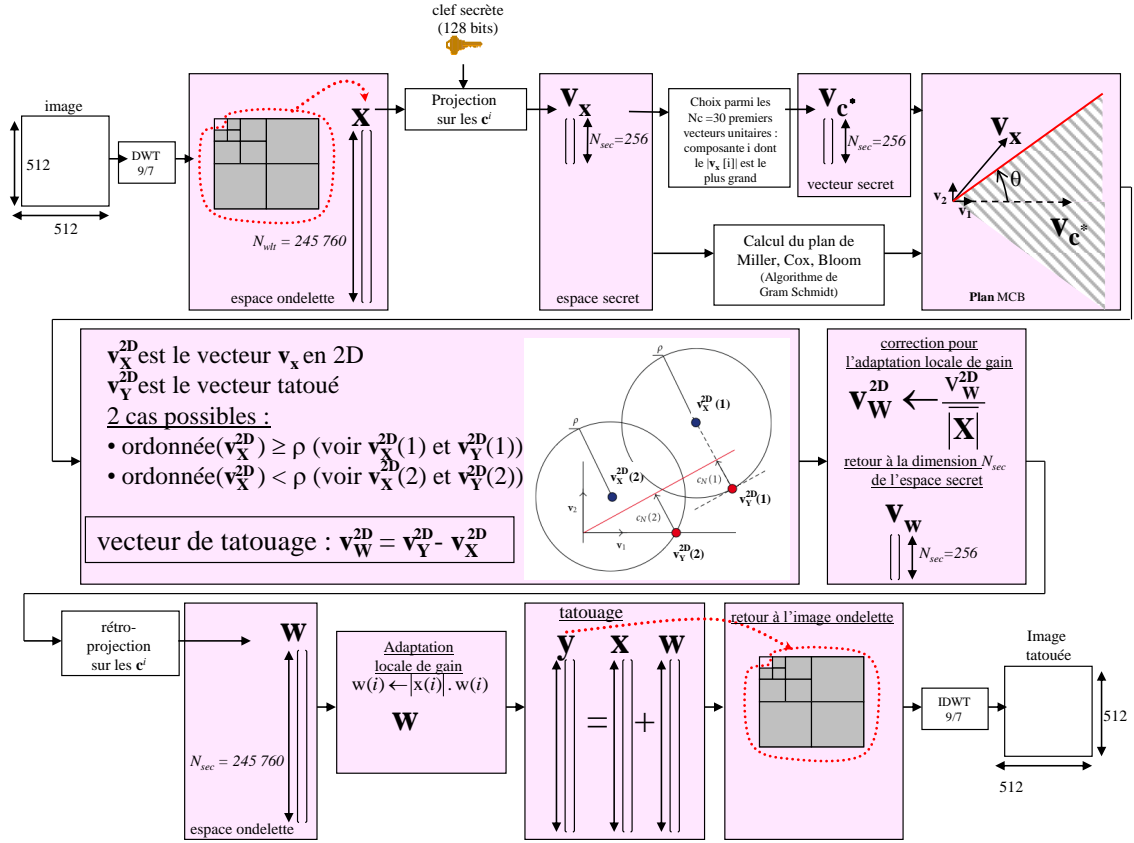 clef secrète
(128 bits)
image
512
512
DWT
9/7
x
N_wlt = 245 760
espace ondelette
Projection
sur les c^i
v_x
N_sec=256
espace secret
Choix parmi les
Nc =30 premiers
vecteurs unitaires :
composante i dont
le |v_x [i]| est le
plus grand
v_c*
N_sec=256
vecteur secret
Calcul du plan de
Miller, Cox, Bloom
(Algorithme de
Gram Schmidt)
v_x
θ
v_2
v_1
v_c*
Plan MCB
v_X^2D est le vecteur v_x en 2D
v_Y^2D est le vecteur tatoué
2 cas possibles :
• ordonnée(v_X^2D) ≥ ρ (voir v_X^2D(1) et v_Y^2D(1))
• ordonnée(v_X^2D) < ρ (voir v_X^2D(2) et v_Y^2D(2))
vecteur de tatouage : v_W^2D = v_Y^2D - v_X^2D
ρ
v_X^2D(1)
ρ
v_X^2D(2)
c_N(1)
v_Y^2D(1)
v_2
c_N(2)
v_1
v_Y^2D(2)
correction pour
l'adaptation locale de gain
v_W^2D ← V_W^2D / |X|
retour à la dimension N_sec
de l'espace secret
v_w
N_sec=256
rétro-
projection
sur les c^i
w
N_sec = 245 760
espace ondelette
Adaptation
locale de gain
w(i) ← |x(i)| . w(i)
w
tatouage
y x w
= +
retour à l'image ondelette
IDWT
9/7
Image
tatouée
512
512